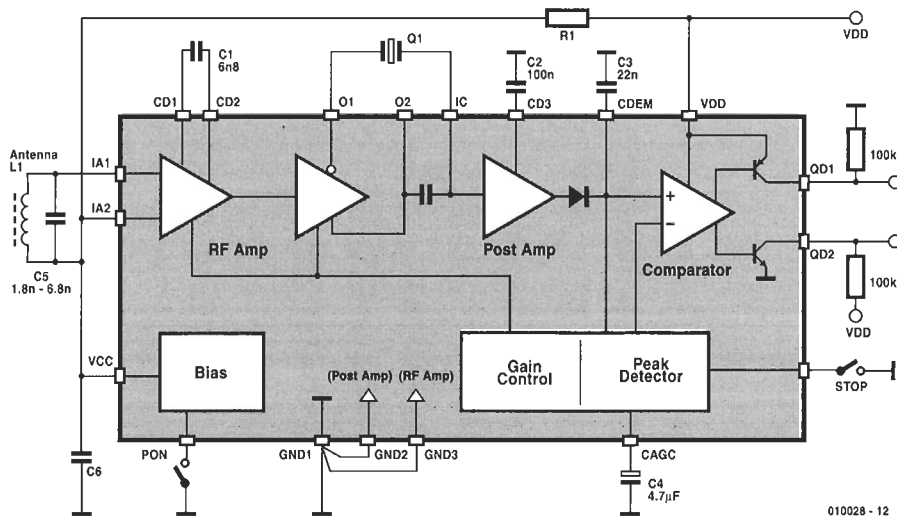 R1
VDD
C1
6n8
Q1
C2
100n
C3
22n
CD1
CD2
O1
O2
IC
CD3
CDEM
VDD
100k
Antenna
L1
IA1
QD1
IA2
+
−
RF Amp
Post Amp
Comparator
QD2
C5
1.8n - 6.8n
100k
VDD
VCC
Bias
(Post Amp)
(RF Amp)
Gain
Control
Peak
Detector
STOP
C6
PON
GND1
GND2
GND3
CAGC
C4
4.7µF
010028 - 12